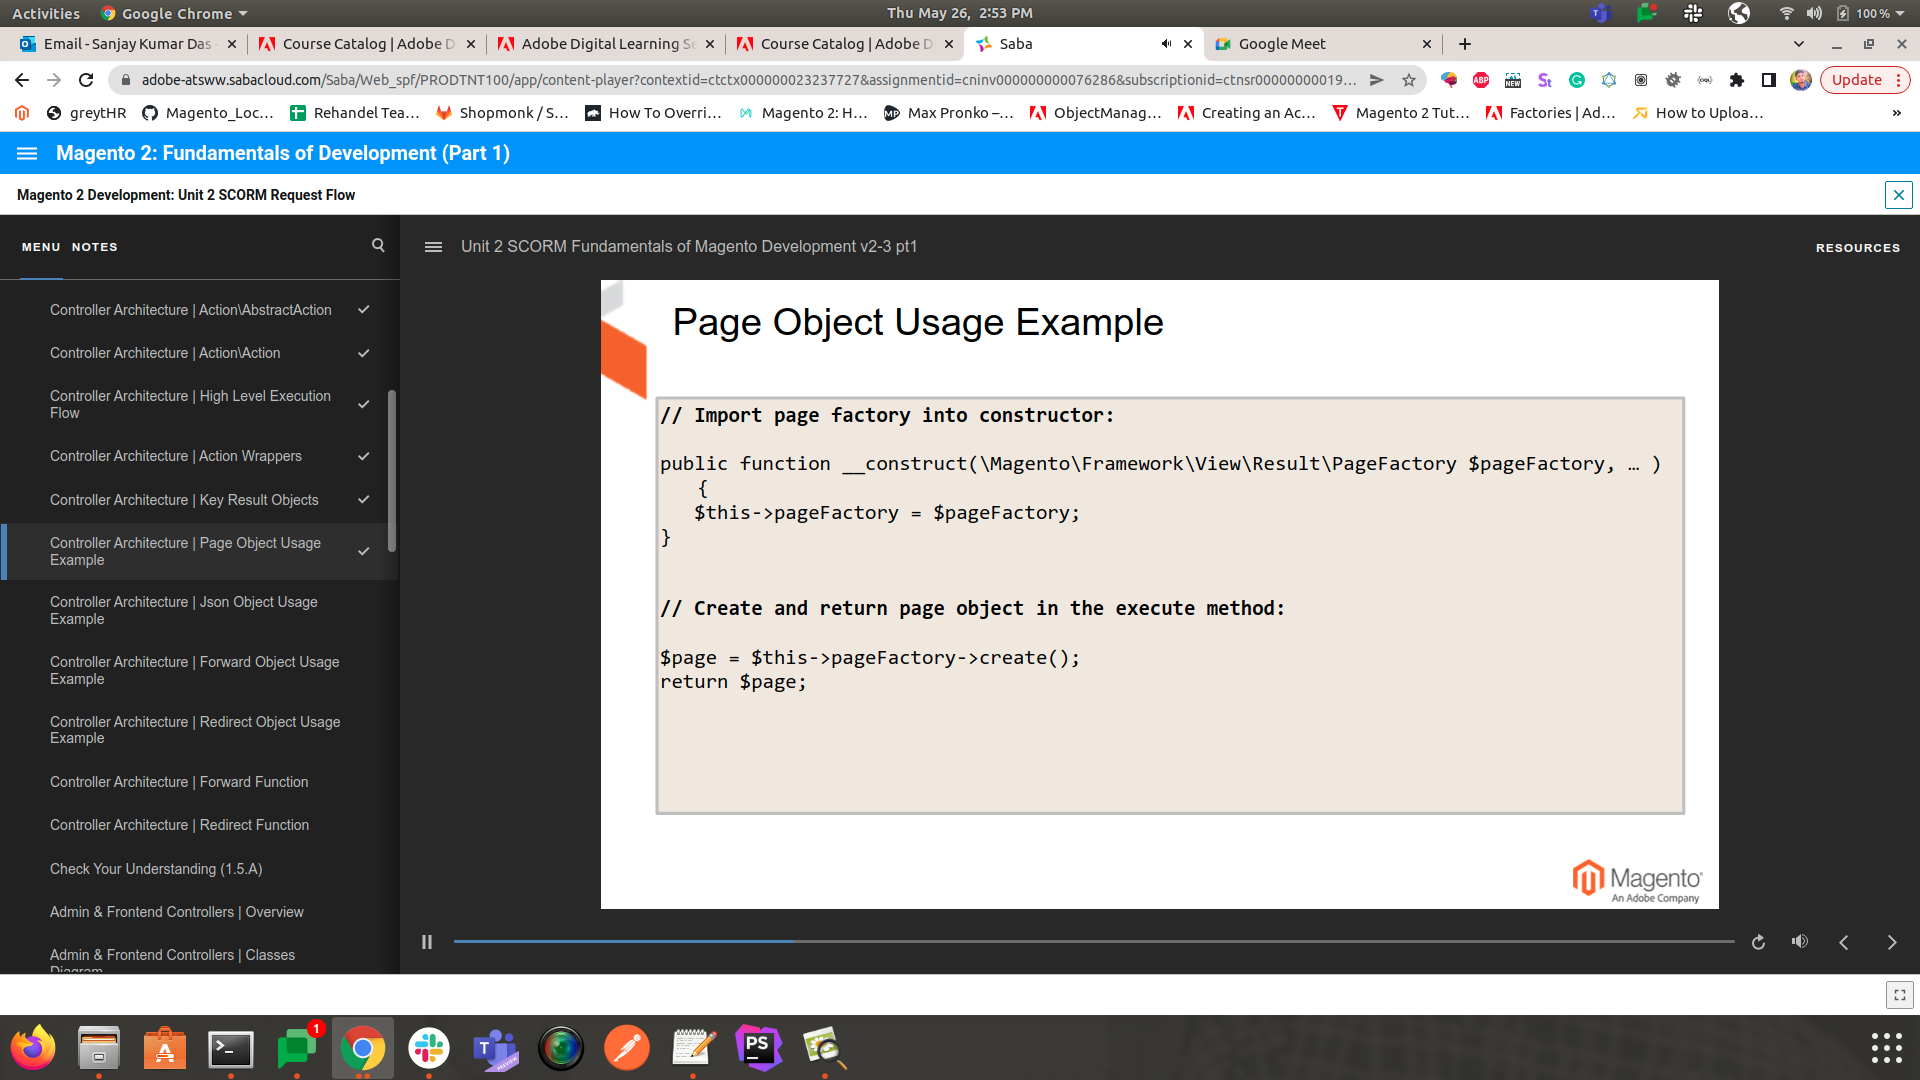 Activities Google Chrome Thu May 26, 2:53 PM 100 %
Email - Sanjay Kumar Das Course Catalog | Adobe D Adobe Digital Learning Se Course Catalog | Adobe D Saba Google Meet
adobe-atsww.sabacloud.com/Saba/Web_spf/PRODTNT100/app/content-player?contextid=ctctx000000023237727&assignmentid=cninv000000000076286&subscriptionid=ctnsr00000000019... ABP NEW St Update
greytHR Magento_Loc... Rehandel Tea... Shopmonk / S... How To Overri... Magento 2: H... Max Pronko –... ObjectManag... Creating an Ac... Magento 2 Tut... Factories | Ad... How to Uploa... »
Magento 2: Fundamentals of Development (Part 1)
Magento 2 Development: Unit 2 SCORM Request Flow
MENU NOTES
Unit 2 SCORM Fundamentals of Magento Development v2-3 pt1
RESOURCES
Controller Architecture | Action\AbstractAction
Controller Architecture | Action\Action
Controller Architecture | High Level Execution
Flow
Controller Architecture | Action Wrappers
Controller Architecture | Key Result Objects
Controller Architecture | Page Object Usage
Example
Controller Architecture | Json Object Usage
Example
Controller Architecture | Forward Object Usage
Example
Controller Architecture | Redirect Object Usage
Example
Controller Architecture | Forward Function
Controller Architecture | Redirect Function
Check Your Understanding (1.5.A)
Admin & Frontend Controllers | Overview
Admin & Frontend Controllers | Classes
Diagram
Page Object Usage Example
// Import page factory into constructor:
public function __construct(\Magento\Framework\View\Result\PageFactory $pageFactory, … )
{
$this->pageFactory = $pageFactory;
}
// Create and return page object in the execute method:
$page = $this->pageFactory->create();
return $page;
Magento
An Adobe Company
1
PS